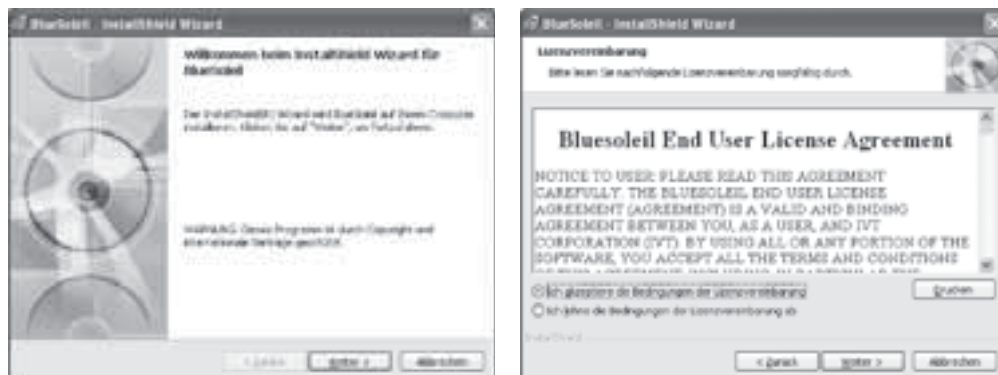 BlueSoleil - InstallShield Wizard
Willkommen beim InstallShield Wizard für
BlueSoleil
Der InstallShield(R) Wizard wird BlueSoleil auf Ihrem Computer
installieren. Klicken Sie auf "Weiter", um fortzufahren.
WARNUNG: Dieses Programm ist durch Copyright und
internationale Verträge geschützt.
< Zurück
Weiter >
Abbrechen
BlueSoleil - InstallShield Wizard
Lizenzvereinbarung
Bitte lesen Sie nachfolgende Lizenzvereinbarung sorgfältig durch.
Bluesoleil End User License Agreement
NOTICE TO USER: PLEASE READ THIS AGREEMENT
CAREFULLY. THE BLUESOLEIL END USER LICENSE
AGREEMENT (AGREEMENT) IS A VALID AND BINDING
AGREEMENT BETWEEN YOU, AS A USER, AND IVT
CORPORATION (IVT). BY USING ALL OR ANY PORTION OF THE
SOFTWARE, YOU ACCEPT ALL THE TERMS AND CONDITIONS
Ich akzeptiere die Bedingungen der Lizenzvereinbarung
Drucken
Ich lehne die Bedingungen der Lizenzvereinbarung ab
InstallShield
< Zurück
Weiter >
Abbrechen